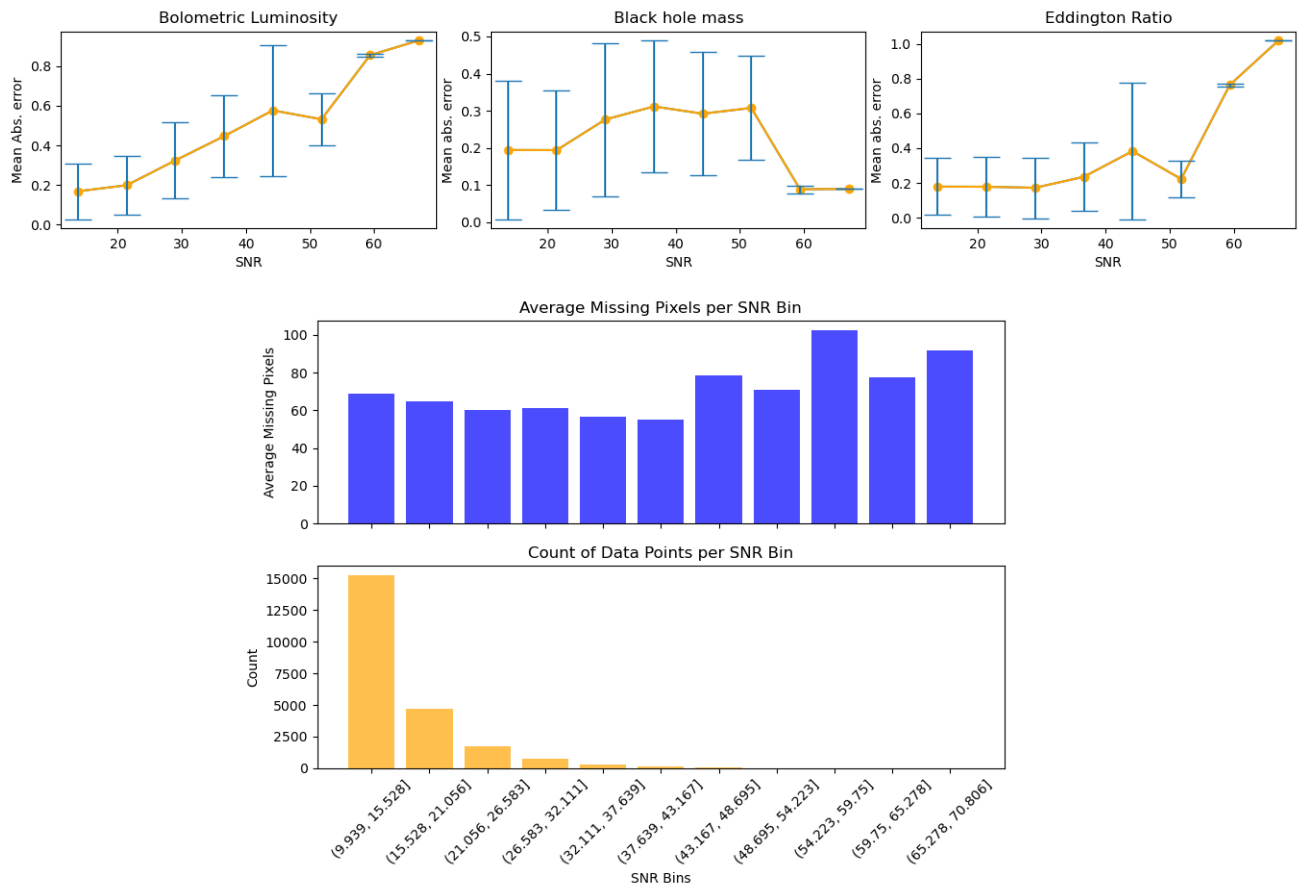 Bolometric Luminosity
Mean Abs. error
0.8
0.6
0.4
0.2
0.0
20 30 40 50 60
SNR
Black hole mass
Mean abs. error
0.5
0.4
0.3
0.2
0.1
0.0
20 30 40 50 60
SNR
Eddington Ratio
Mean abs. error
1.0
0.8
0.6
0.4
0.2
0.0
20 30 40 50 60
SNR
Average Missing Pixels per SNR Bin
Average Missing Pixels
100
80
60
40
20
0
Count of Data Points per SNR Bin
Count
15000
12500
10000
7500
5000
2500
0
(9.939, 15.528]
(15.528, 21.056]
(21.056, 26.583]
(26.583, 32.111]
(32.111, 37.639]
(37.639, 43.167]
(43.167, 48.695]
(48.695, 54.223]
(54.223, 59.75]
(59.75, 65.278]
(65.278, 70.806]
SNR Bins